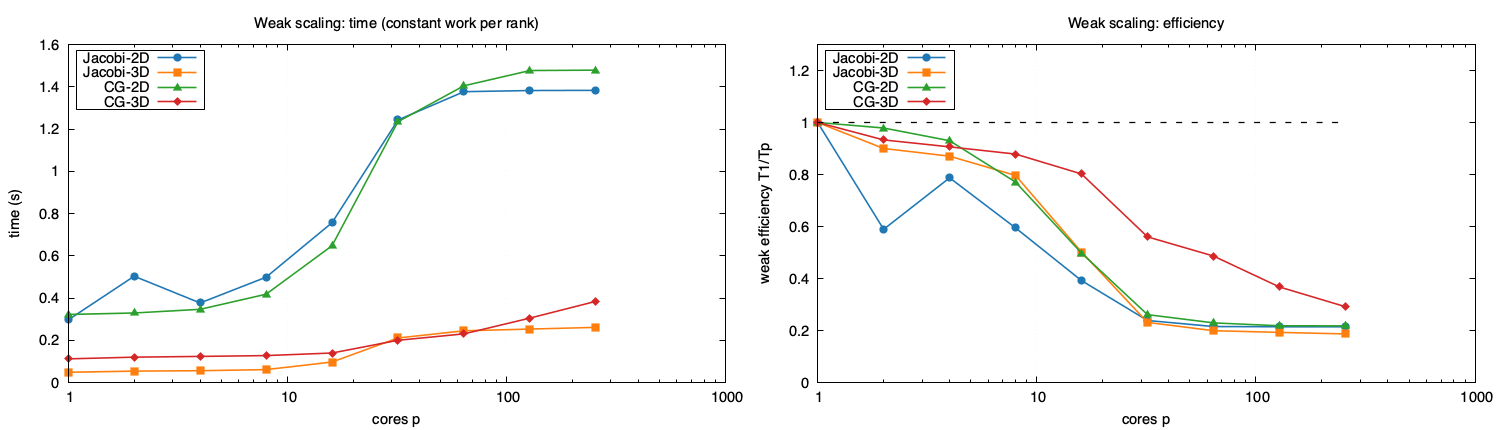 Weak scaling: time (constant work per rank)
Jacobi-2D
Jacobi-3D
CG-2D
CG-3D
time (s)
1.6
1.4
1.2
1
0.8
0.6
0.4
0.2
0
1 10 100 1000
cores p
Weak scaling: efficiency
Jacobi-2D
Jacobi-3D
CG-2D
CG-3D
weak efficiency T1/Tp
1.2
1
0.8
0.6
0.4
0.2
0
1 10 100 1000
cores p